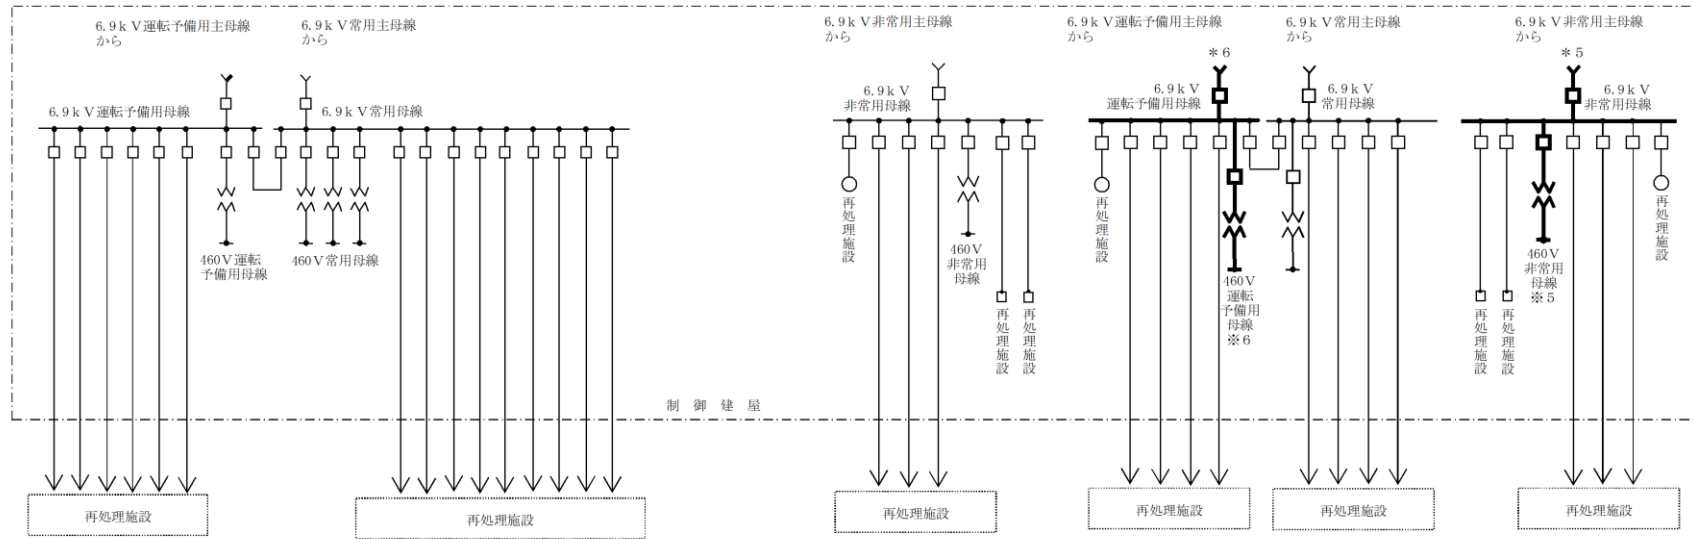 6.9kV運転予備用主母線
から
6.9kV常用主母線
から
6.9kV非常用主母線
から
6.9kV運転予備用主母線
から
6.9kV常用主母線
から
6.9kV非常用主母線
から
＊6
＊5
6.9kV運転予備用母線
6.9kV常用母線
6.9kV
非常用母線
6.9kV
運転予備用母線
6.9kV
常用母線
6.9kV
非常用母線
460V運転
予備用母線
460V常用母線
再処理施設
460V
非常用
母線
再処理施設
再処理施設
再処理施設
460V
運転
予備用
母線
※6
再処理施設
再処理施設
460V
非常用
母線
※5
再処理施設
制御建屋
再処理施設
再処理施設
再処理施設
再処理施設
再処理施設
再処理施設